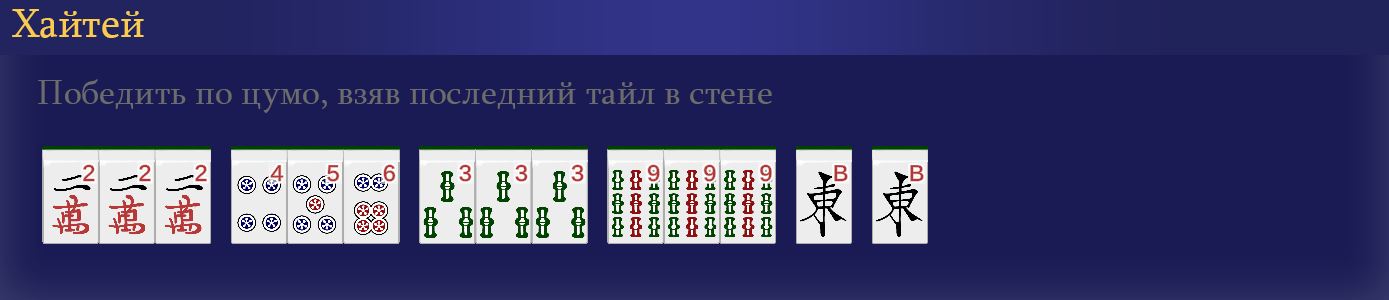 Хайтей
Победить по цумо, взяв последний тайл в стене
2 2 2 4 5 6 3 3 3 9 9 9 В В
二 二 二 東 東
萬 萬 萬